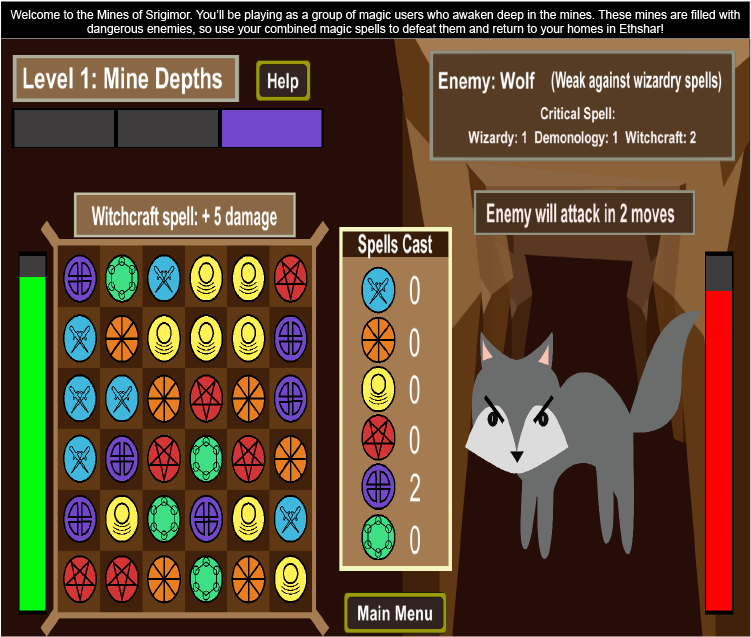 Welcome to the Mines of Srigimor. You'll be playing as a group of magic users who awaken deep in the mines. These mines are filled with
dangerous enemies, so use your combined magic spells to defeat them and return to your homes in Ethshar!
Level 1: Mine Depths
Help
Enemy: Wolf (Weak against wizardry spells)
Critical Spell:
Wizardy: 1 Demonology: 1 Witchcraft: 2
Witchcraft spell: + 5 damage
Enemy will attack in 2 moves
Spells Cast
0
0
0
0
2
0
Main Menu